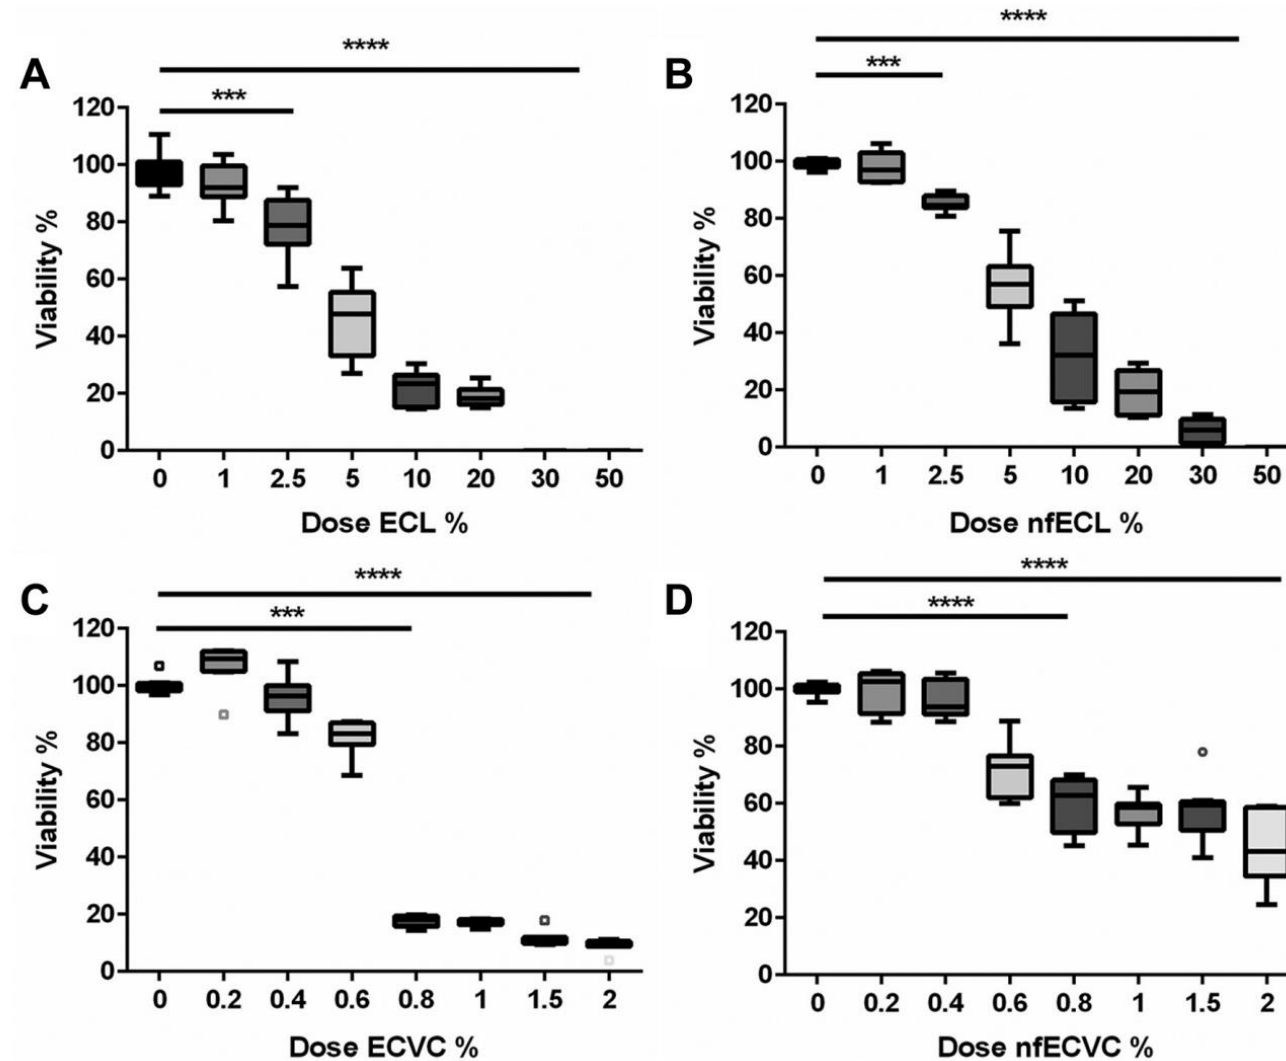 A
****
***
120
100
80
60
40
20
0
Viability %
0 1 2.5 5 10 20 30 50
Dose ECL %
B
****
***
120
100
80
60
40
20
0
Viability %
0 1 2.5 5 10 20 30 50
Dose nfECL %
C
****
***
120
100
80
60
40
20
0
Viability %
0 0.2 0.4 0.6 0.8 1 1.5 2
Dose ECVC %
D
****
****
120
100
80
60
40
20
0
Viability %
0 0.2 0.4 0.6 0.8 1 1.5 2
Dose nfECVC %